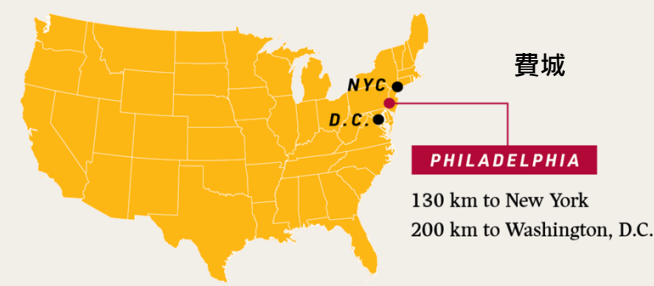 費城
NYC
D.C.
PHILADELPHIA
130 km to New York
200 km to Washington, D.C.